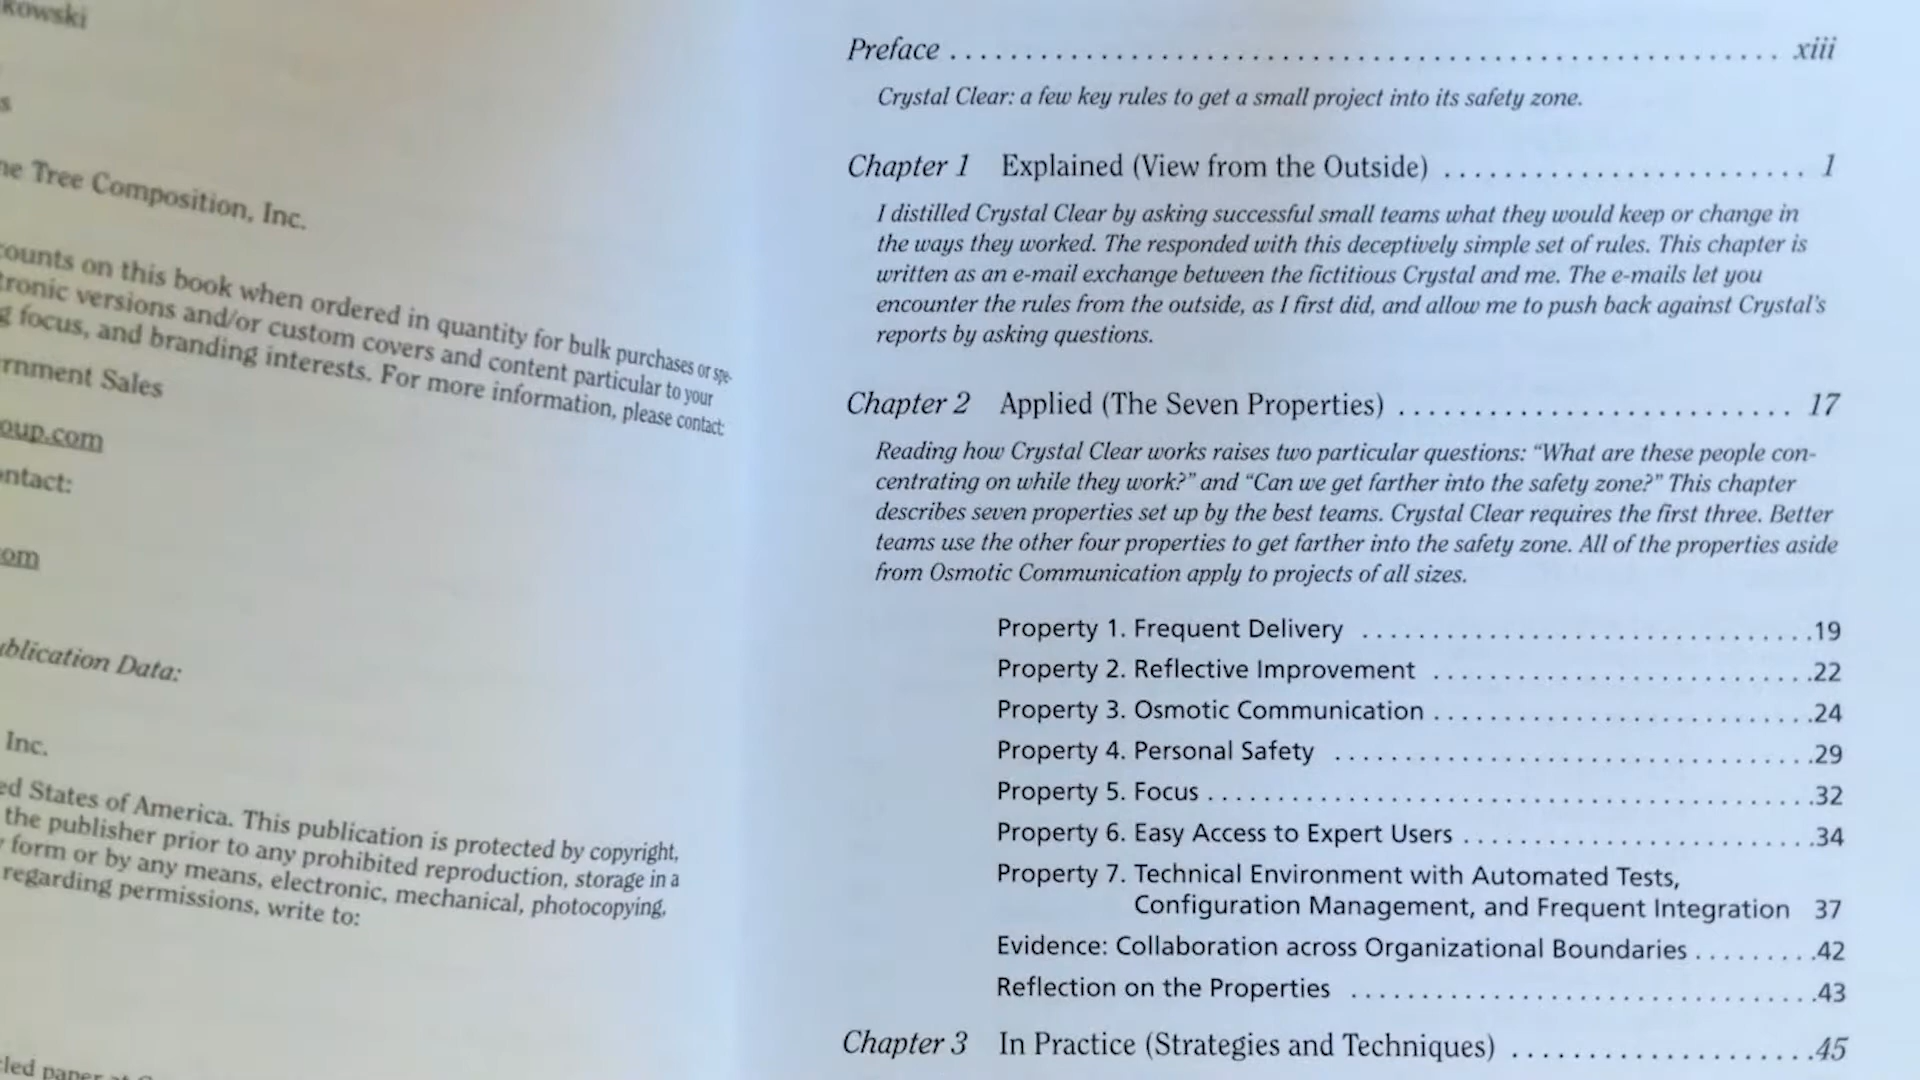 kowski
s
ne Tree Composition, Inc.
counts on this book when ordered in quantity for bulk purchases or spe-
tronic versions and/or custom covers and content particular to your
g focus, and branding interests. For more information, please contact:
rnment Sales
oup.com
ontact:
om
ublication Data:
Inc.
ed States of America. This publication is protected by copyright,
the publisher prior to any prohibited reproduction, storage in a
form or by any means, electronic, mechanical, photocopying,
regarding permissions, write to:
cled paper at
Preface . . . . . . . . . . . . . . . . . . . . . . . . . . . . . . xiii
Crystal Clear: a few key rules to get a small project into its safety zone.
Chapter 1 Explained (View from the Outside) . . . . . . . . . . . . . . . . . . . . . . . . 1
I distilled Crystal Clear by asking successful small teams what they would keep or change in
the ways they worked. The responded with this deceptively simple set of rules. This chapter is
written as an e-mail exchange between the fictitious Crystal and me. The e-mails let you
encounter the rules from the outside, as I first did, and allow me to push back against Crystal's
reports by asking questions.
Chapter 2 Applied (The Seven Properties) . . . . . . . . . . . . . . . . . . . . . . . . . . 17
Reading how Crystal Clear works raises two particular questions: “What are these people con-
centrating on while they work?” and “Can we get farther into the safety zone?” This chapter
describes seven properties set up by the best teams. Crystal Clear requires the first three. Better
teams use the other four properties to get farther into the safety zone. All of the properties aside
from Osmotic Communication apply to projects of all sizes.
Property 1. Frequent Delivery . . . . . . . . . . . . . . . . . . . . . . . . . . . . . .19
Property 2. Reflective Improvement . . . . . . . . . . . . . . . . . . . . . . . . .22
Property 3. Osmotic Communication . . . . . . . . . . . . . . . . . . . . . . . . .24
Property 4. Personal Safety . . . . . . . . . . . . . . . . . . . . . . . . . . . . . .29
Property 5. Focus . . . . . . . . . . . . . . . . . . . . . . . . . . . . . . . . . . . . .32
Property 6. Easy Access to Expert Users . . . . . . . . . . . . . . . . . . . . . .34
Property 7. Technical Environment with Automated Tests,
Configuration Management, and Frequent Integration 37
Evidence: Collaboration across Organizational Boundaries . . . . . . . . .42
Reflection on the Properties . . . . . . . . . . . . . . . . . . . . . . . . . . . . . .43
Chapter 3 In Practice (Strategies and Techniques) . . . . . . . . . . . . . . . . . . .45